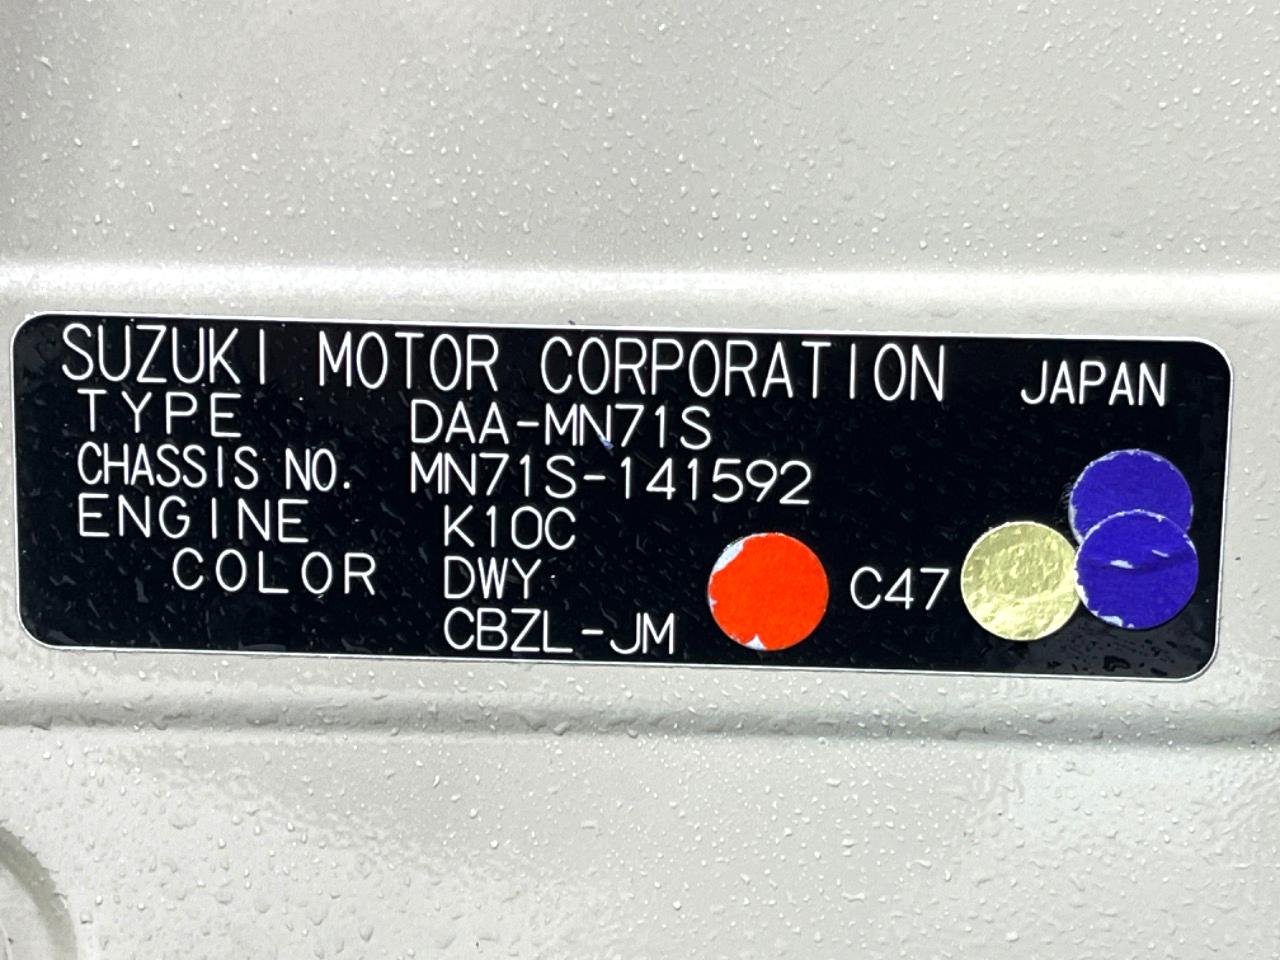 SUZUKI MOTOR CORPORATION JAPAN
TYPE DAA-MN71S
CHASSIS NO. MN71S-141592
ENGINE K10C
COLOR DWY C47
CBZL-JM